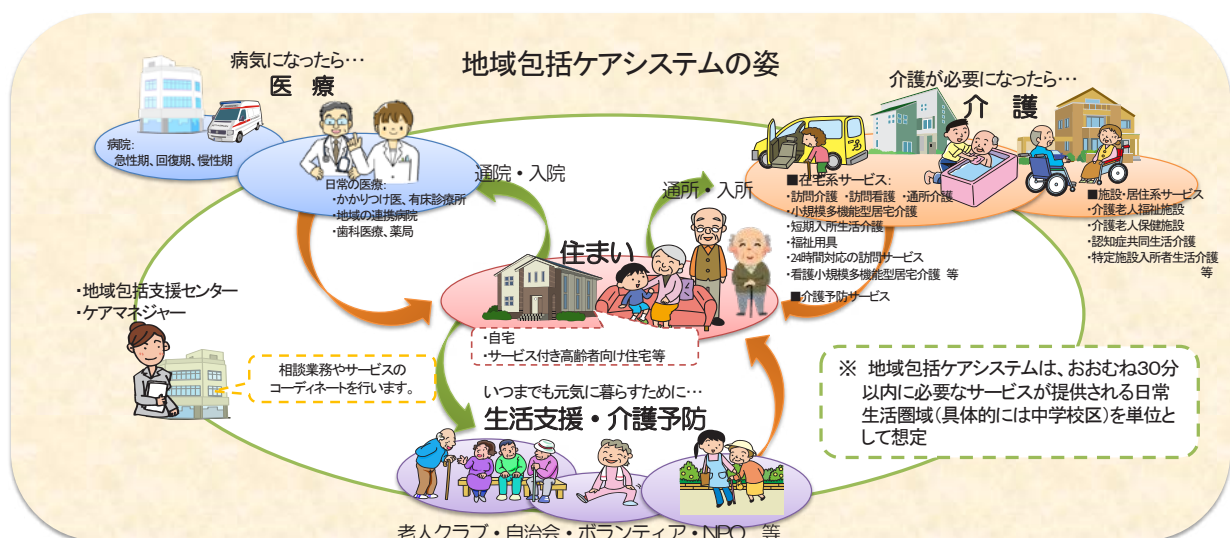 地域包括ケアシステムの姿
病気になったら…
医 療
病院:
急性期、回復期、慢性期
日常の医療:
・かかりつけ医、有床診療所
・地域の連携病院
・歯科医療、薬局
通院・入院
通所・入所
介護が必要になったら…
介 護
■在宅系サービス:
・訪問介護 ・訪問看護 ・通所介護
・小規模多機能型居宅介護
・短期入所生活介護
・福祉用具
・24時間対応の訪問サービス
・看護小規模多機能型居宅介護 等
■介護予防サービス
■施設・居住系サービス
・介護老人福祉施設
・介護老人保健施設
・認知症共同生活介護
・特定施設入所者生活介護
等
住まい
・自宅
・サービス付き高齢者向け住宅等
・地域包括支援センター
・ケアマネジャー
相談業務やサービスの
コーディネートを行います。
いつまでも元気に暮らすために…
生活支援・介護予防
老人クラブ・自治会・ボランティア・NPO 等
※ 地域包括ケアシステムは、おおむね30分
以内に必要なサービスが提供される日常
生活圏域(具体的には中学校区)を単位と
して想定